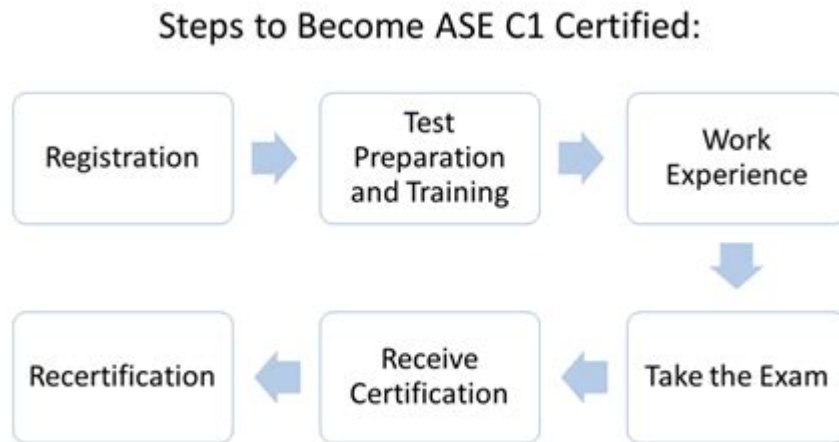 Steps to Become ASE C1 Certified:
Registration
Test
Preparation
and Training
Work
Experience
Take the Exam
Receive
Certification
Recertification